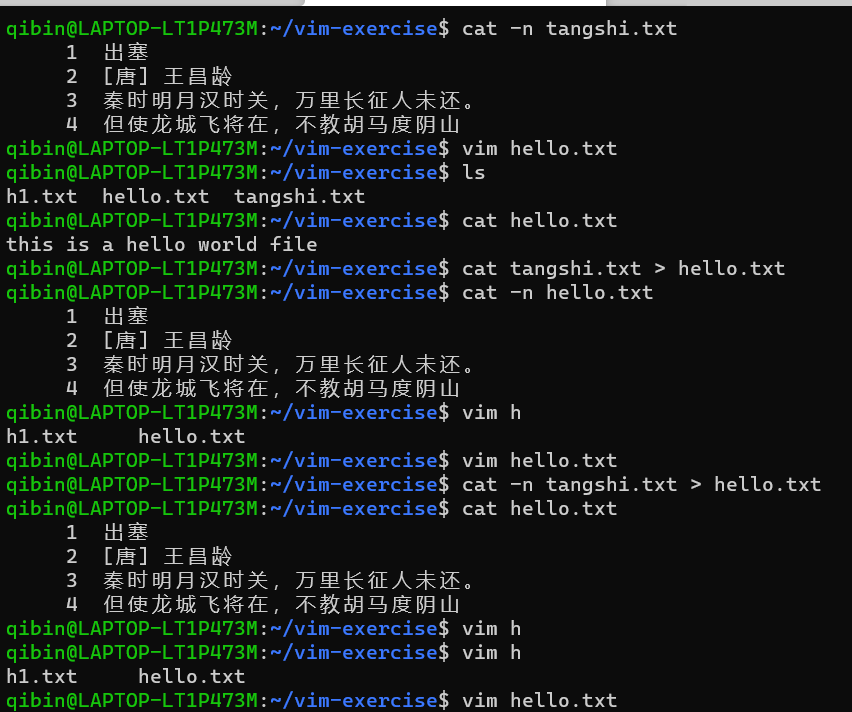 qibin@LAPTOP-LT1P473M:~/vim-exercise$ cat -n tangshi.txt
     1  出塞
     2  [唐] 王昌龄
     3  秦时明月汉时关，万里长征人未还。
     4  但使龙城飞将在，不教胡马度阴山
qibin@LAPTOP-LT1P473M:~/vim-exercise$ vim hello.txt
qibin@LAPTOP-LT1P473M:~/vim-exercise$ ls
h1.txt  hello.txt  tangshi.txt
qibin@LAPTOP-LT1P473M:~/vim-exercise$ cat hello.txt
this is a hello world file
qibin@LAPTOP-LT1P473M:~/vim-exercise$ cat tangshi.txt > hello.txt
qibin@LAPTOP-LT1P473M:~/vim-exercise$ cat -n hello.txt
     1  出塞
     2  [唐] 王昌龄
     3  秦时明月汉时关，万里长征人未还。
     4  但使龙城飞将在，不教胡马度阴山
qibin@LAPTOP-LT1P473M:~/vim-exercise$ vim h
h1.txt     hello.txt
qibin@LAPTOP-LT1P473M:~/vim-exercise$ vim hello.txt
qibin@LAPTOP-LT1P473M:~/vim-exercise$ cat -n tangshi.txt > hello.txt
qibin@LAPTOP-LT1P473M:~/vim-exercise$ cat hello.txt
     1  出塞
     2  [唐] 王昌龄
     3  秦时明月汉时关，万里长征人未还。
     4  但使龙城飞将在，不教胡马度阴山
qibin@LAPTOP-LT1P473M:~/vim-exercise$ vim h
qibin@LAPTOP-LT1P473M:~/vim-exercise$ vim h
h1.txt     hello.txt
qibin@LAPTOP-LT1P473M:~/vim-exercise$ vim hello.txt